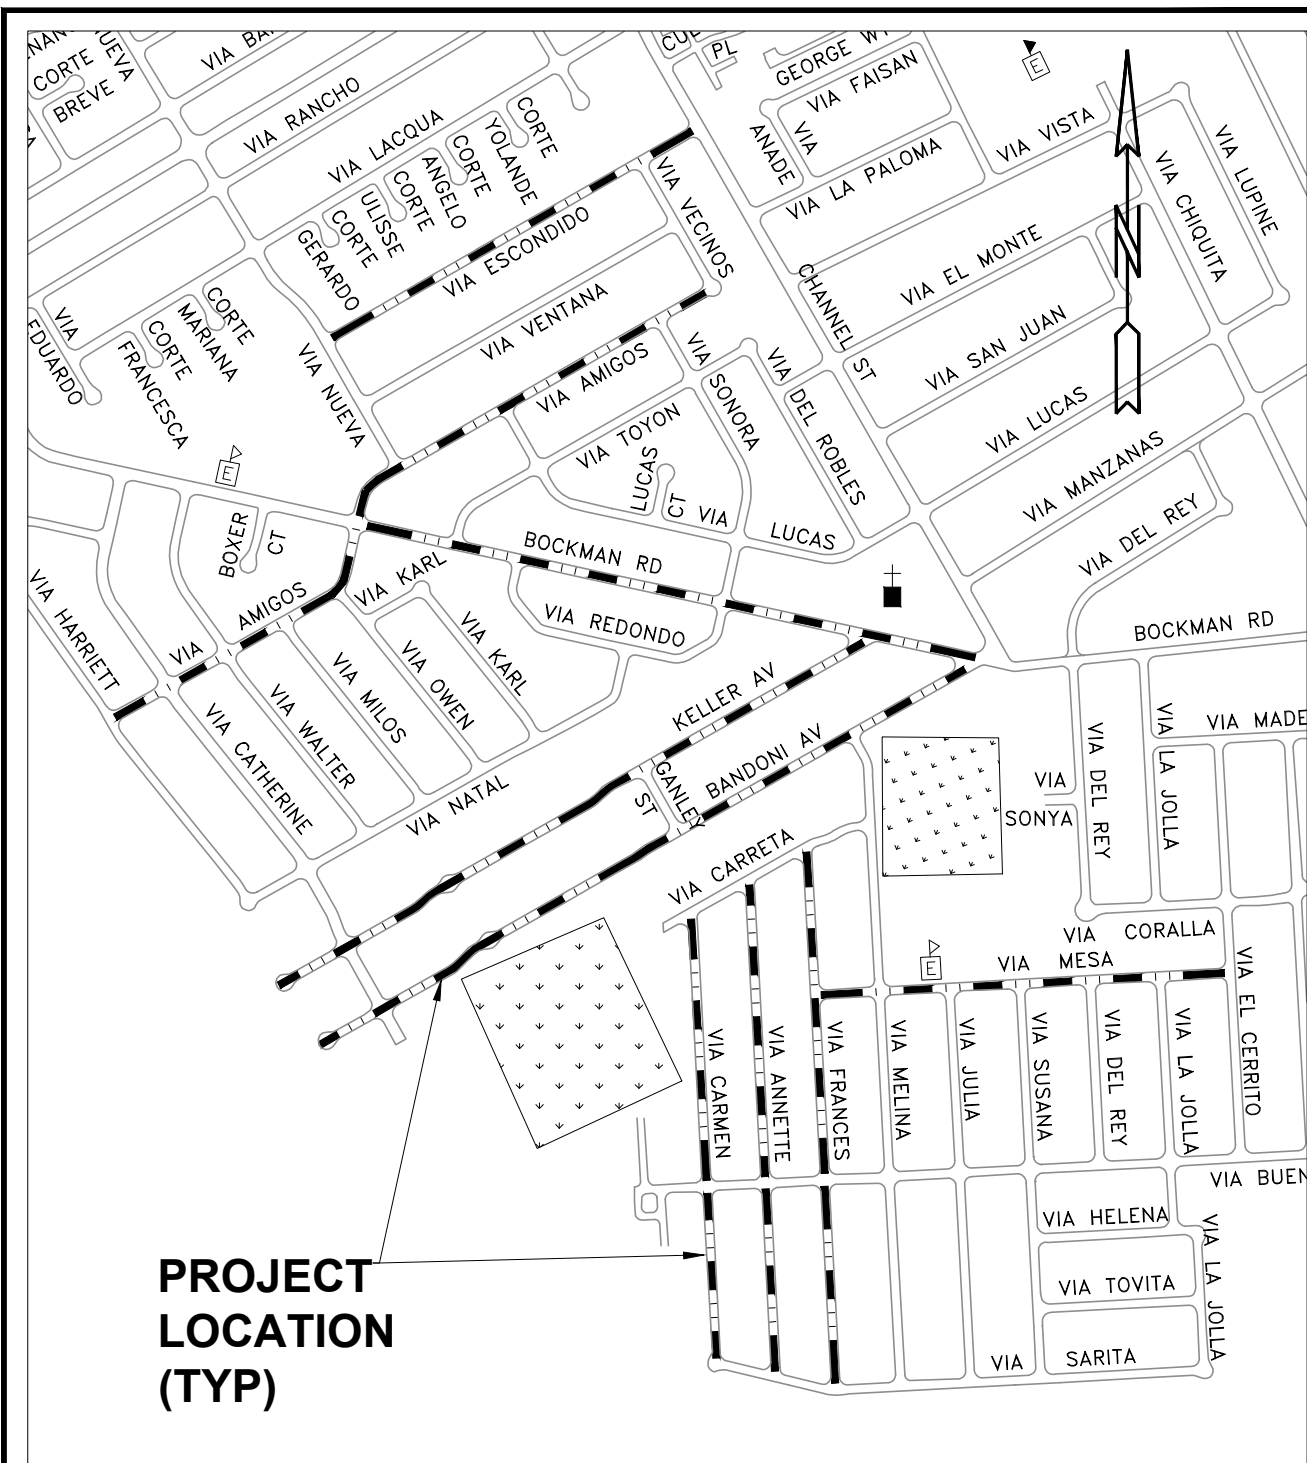 CORTE
BREVE
VIA RANCHO
VIA LACQUA
CORTE
YOLANDE
CORTE
ANGELO
CORTE
ULISSE
CORTE
GERARDO
VIA ESCONDIDO
VIA VECINOS
PL
GEORGE
VIA FAISAN
VIA
ANADE
VIA LA PALOMA
VIA VISTA
VIA CHIQUITA
VIA LUPINE
E
N
VIA EL MONTE
VIA SAN JUAN
VIA LUCAS
VIA MANZANAS
VIA DEL REY
CHANNEL ST
VIA
EDUARDO
CORTE
MARIANA
CORTE
FRANCESCA
VIA NUEVA
VIA VENTANA
VIA AMIGOS
VIA SONORA
VIA DEL ROBLES
VIA TOYON
LUCAS CT
VIA LUCAS
E
BOXER CT
BOCKMAN RD
VIA KARL
VIA REDONDO
VIA AMIGOS
VIA HARRIETT
VIA KARL
VIA OWEN
VIA MILOS
VIA WALTER
VIA CATHERINE
VIA NATAL
KELLER AV
BANDONI AV
GANLEY ST
BOCKMAN RD
VIA MADE
VIA LA JOLLA
VIA DEL REY
VIA
SONYA
VIA CARRETA
VIA CORALLA
VIA MESA
E
VIA EL CERRITO
VIA CARMEN
VIA ANNETTE
VIA FRANCES
VIA MELINA
VIA JULIA
VIA SUSANA
VIA DEL REY
VIA LA JOLLA
VIA BUEN
VIA HELENA
VIA TOVITA
VIA SARITA
VIA LA JOLLA
PROJECT
LOCATION
(TYP)